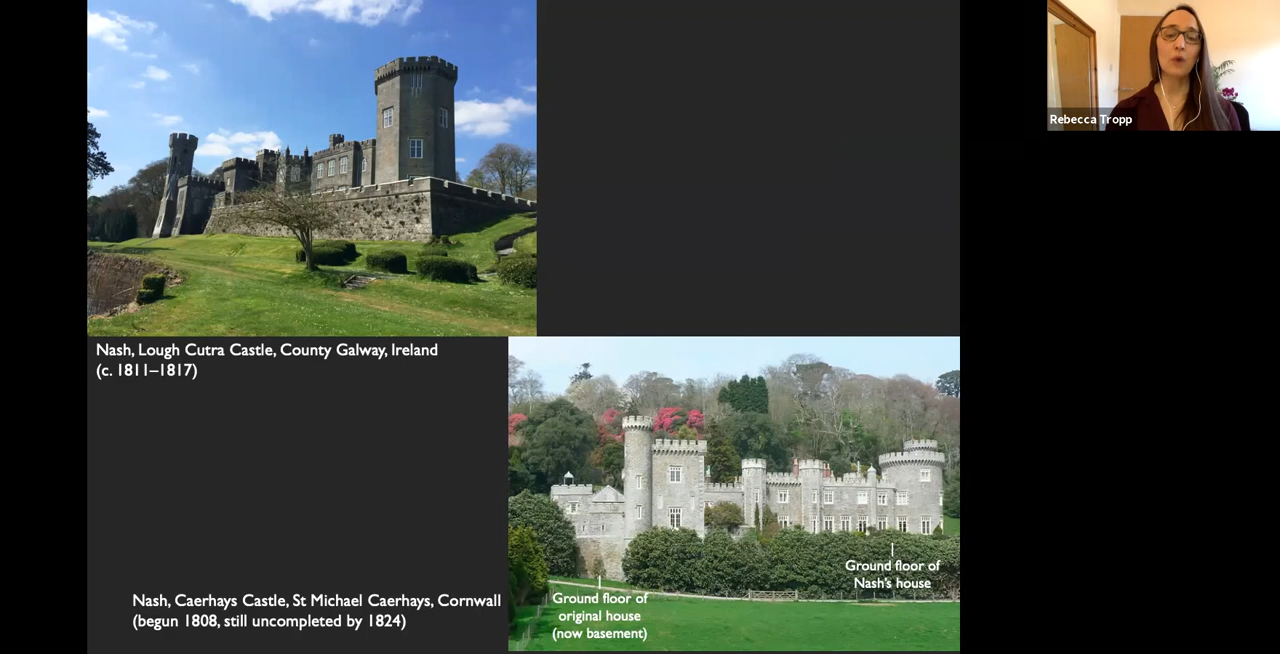 Rebecca Tropp
Nash, Lough Cutra Castle, County Galway, Ireland
(c. 1811–1817)
Ground floor of
Nash's house
Ground floor of
original house
(now basement)
Nash, Caerhays Castle, St Michael Caerhays, Cornwall
(begun 1808, still uncompleted by 1824)